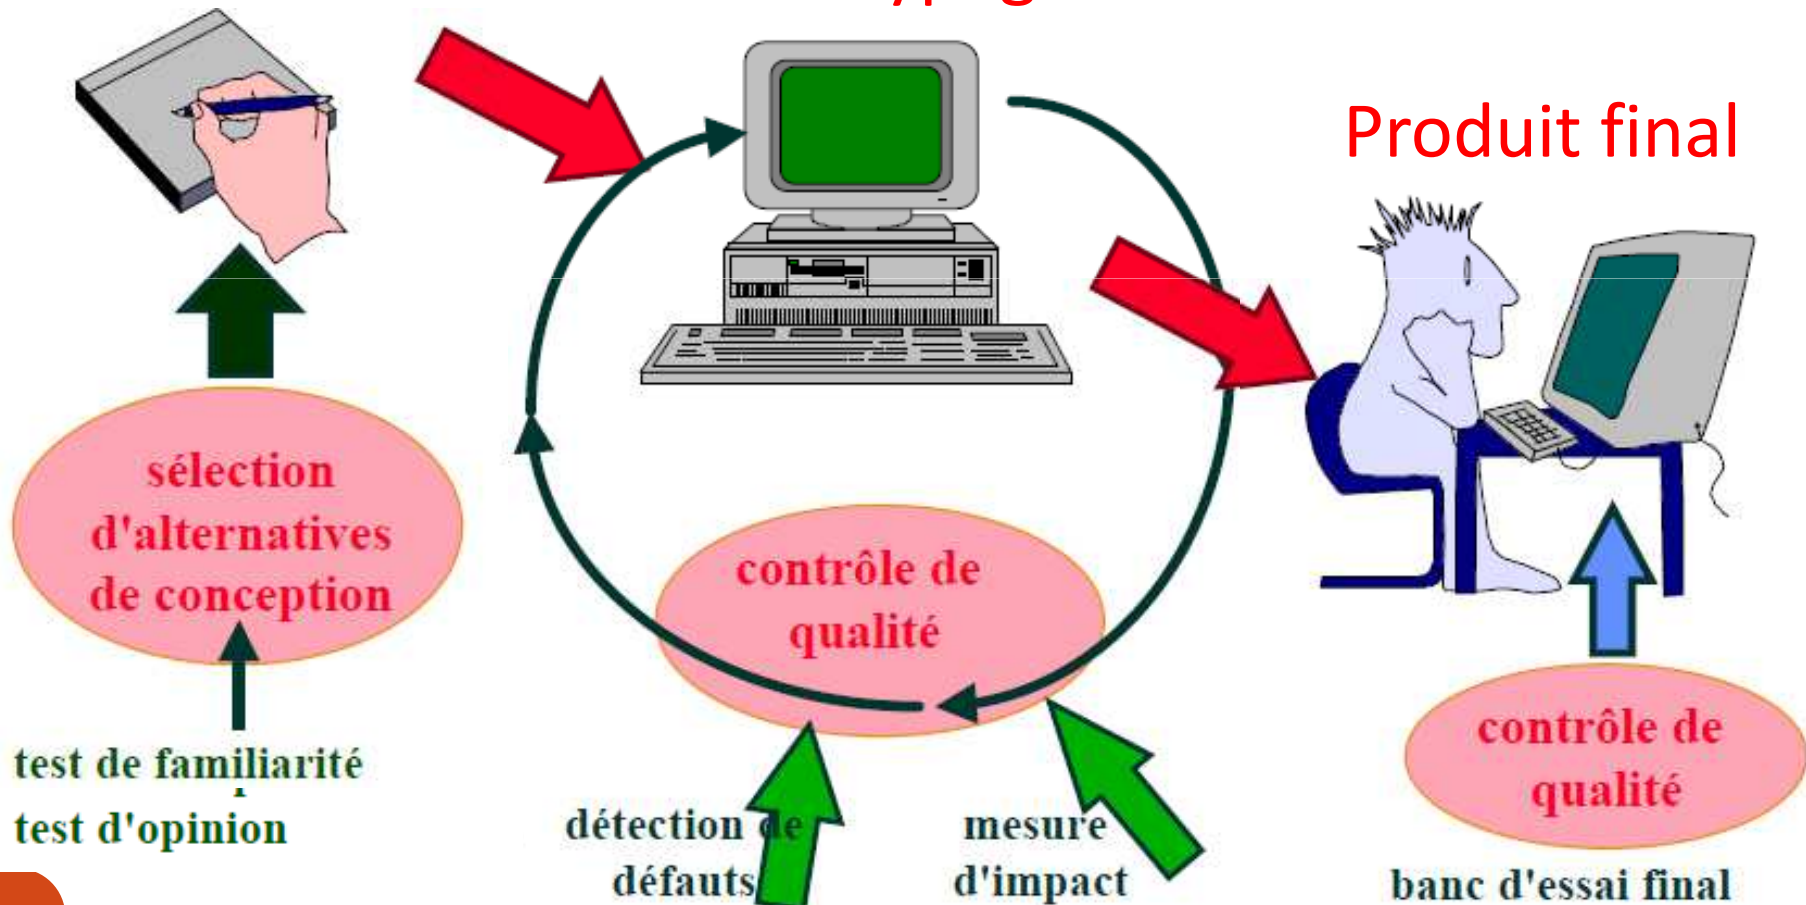 Produit final
sélection
d'alternatives
de conception
test de familiarité
test d'opinion
contrôle de
qualité
détection de
défauts
mesure
d'impact
contrôle de
qualité
banc d'essai final